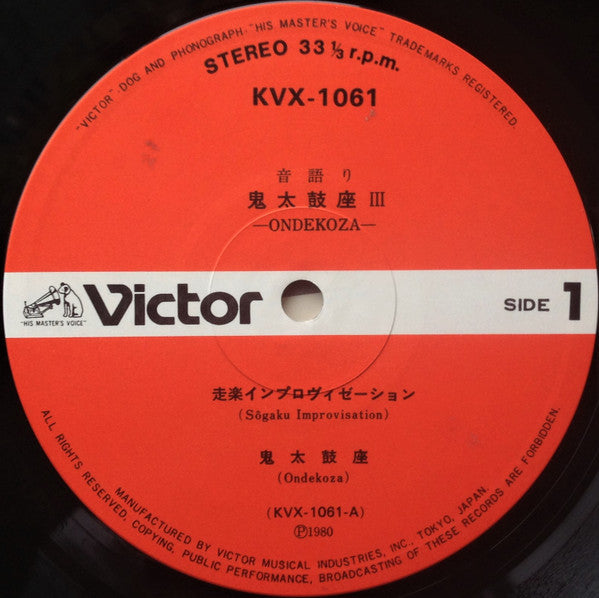 "VICTOR"·DOG AND PHONOGRAPH·"HIS MASTER'S VOICE" TRADEMARKS REGISTERED.
STEREO 33 1/3 r.p.m.
KVX-1061
音語り
鬼太鼓座 III
—ONDEKOZA—
"HIS MASTER'S VOICE"
Victor
SIDE 1
走楽インプロヴィゼーション
(Sôgaku Improvisation)
鬼太鼓座
(Ondekoza)
(KVX-1061-A)
Ⓟ1980
ALL RIGHTS RESERVED. COPYING, PUBLIC PERFORMANCE, BROADCASTING OF THESE RECORDS ARE FORBIDDEN.
MANUFACTURED BY VICTOR MUSICAL INDUSTRIES, INC., TOKYO, JAPAN.